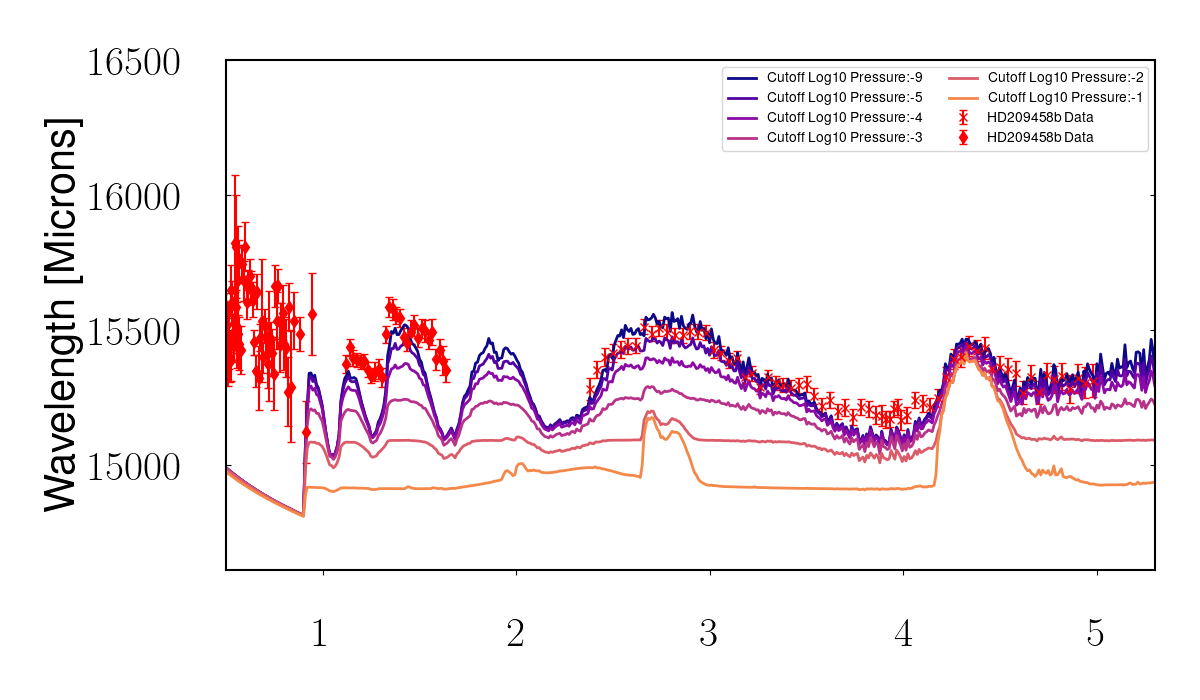 16500
16000
15500
15000
Wavelength [Microns]
Cutoff Log10 Pressure:-9
Cutoff Log10 Pressure:-5
Cutoff Log10 Pressure:-4
Cutoff Log10 Pressure:-3
Cutoff Log10 Pressure:-2
Cutoff Log10 Pressure:-1
HD209458b Data
HD209458b Data
1 2 3 4 5